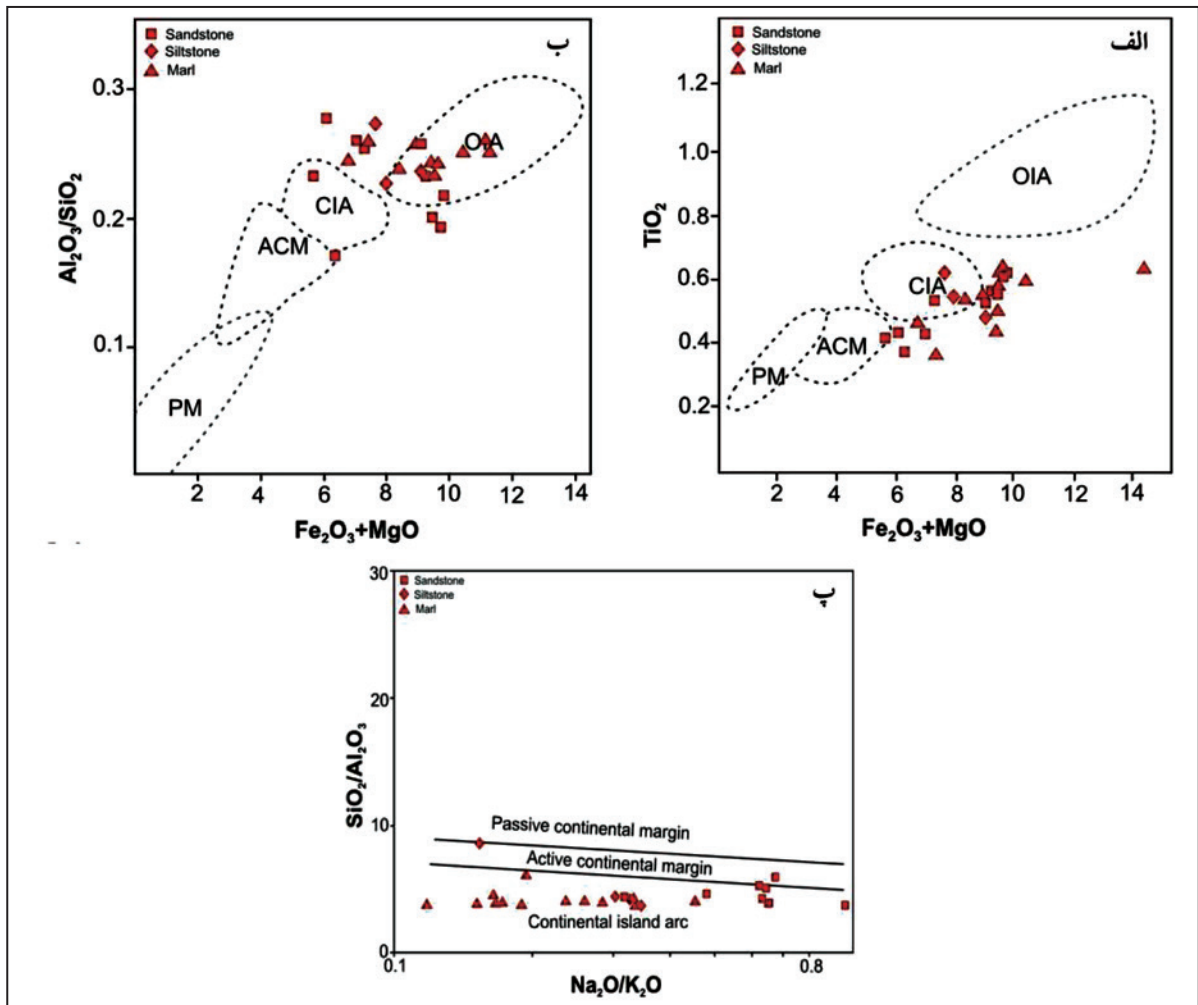 ب
Sandstone
Siltstone
Marl
0.3
0.2
0.1
Al₂O₃/SiO₂
OIA
CIA
ACM
PM
2 4 6 8 10 12 14
Fe₂O₃+MgO
الف
Sandstone
Siltstone
Marl
1.2
1.0
0.8
0.6
0.4
0.2
TiO₂
OIA
CIA
ACM
PM
2 4 6 8 10 12 14
Fe₂O₃+MgO
پ
Sandstone
Siltstone
Marl
30
20
10
0
SiO₂/Al₂O₃
Passive continental margin
Active continental margin
Continental island arc
0.1 0.2 0.8
Na₂O/K₂O